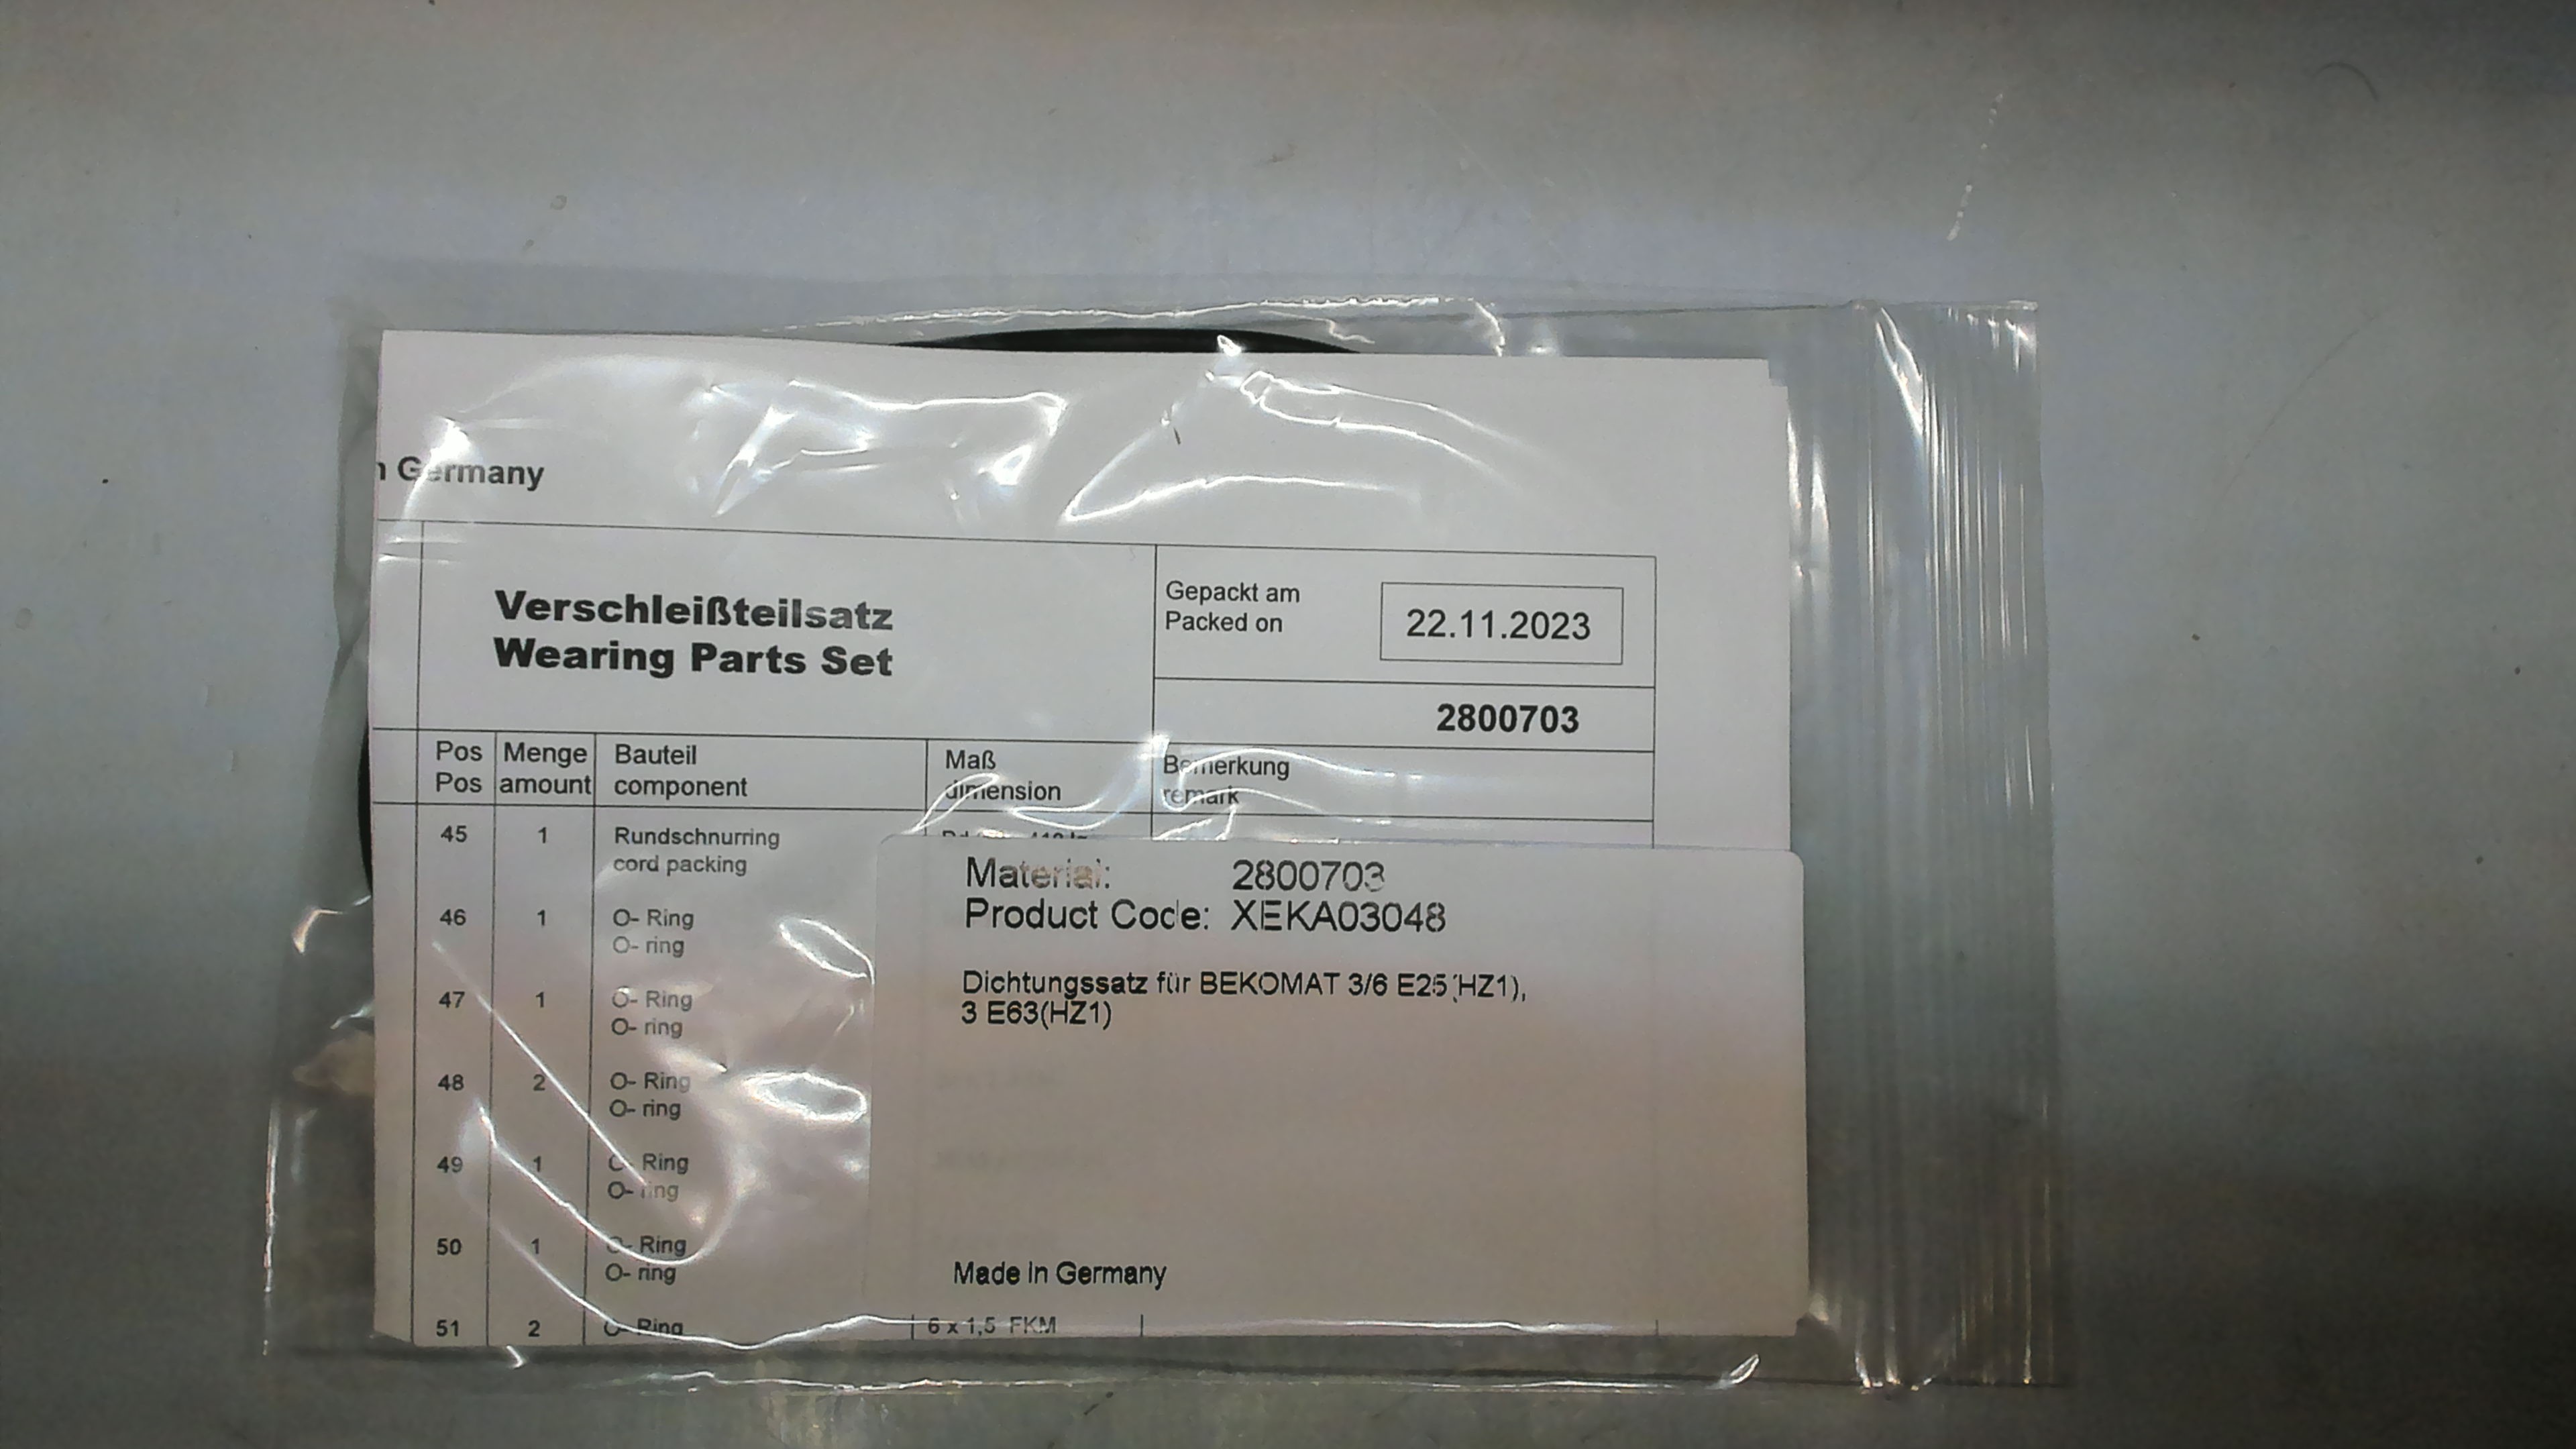 n Germany
Verschleißteilsatz
Wearing Parts Set
Gepackt am
Packed on
22.11.2023
2800703
Pos Menge Bauteil Maß Bemerkung
Pos amount component dimension remark
45 1 Rundschnurring
cord packing
46 1 O- Ring
O- ring
47 1 O- Ring
O- ring
48 2 O- Ring
O- ring
49 1 O- Ring
O- ring
50 1 O- Ring
O- ring
51 2 O- Ring 6 x 1,5 FKM
Material: 2800703
Product Code: XEKA03048
Dichtungssatz für BEKOMAT 3/6 E25(HZ1),
3 E63(HZ1)
Made in Germany